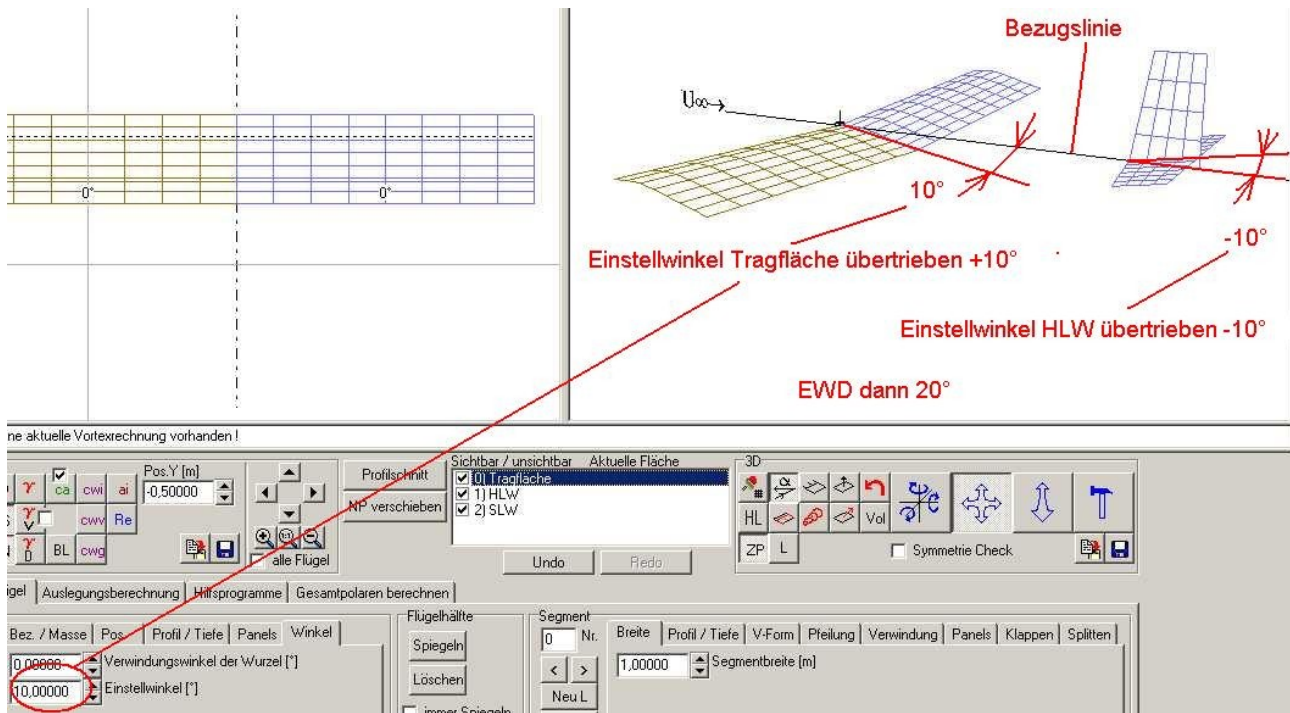 Bezugslinie
U∞
10°
-10°
Einstellwinkel Tragfläche übertrieben +10°
Einstellwinkel HLW übertrieben -10°
EWD dann 20°
0°
0°
ne aktuelle Vortexrechnung vorhanden !
γ ca cwi ai
γ V cwv Re
γ D BL cwg
Pos.Y [m]
-0,50000
1:1
alle Flügel
Profilschnitt
NP verschieben
Sichtbar / unsichtbar Aktuelle Fläche
0) Tragfläche
1) HLW
2) SLW
Undo
Redo
3D
α
HL
Vol
ZP L
Symmetrie Check
gel Auslegungsberechnung Hilfsprogramme Gesamtpolaren berechnen
Bez. / Masse Pos. Profil / Tiefe Panels Winkel
0,00000 Verwindungswinkel der Wurzel [°]
10,00000 Einstellwinkel [°]
Flügelhälfte
Spiegeln
Löschen
immer Spiegeln
Segment
0 Nr.
< >
Neu L
Breite Profil / Tiefe V-Form Pfeilung Verwindung Panels Klappen Splitten
1,00000 Segmentbreite [m]